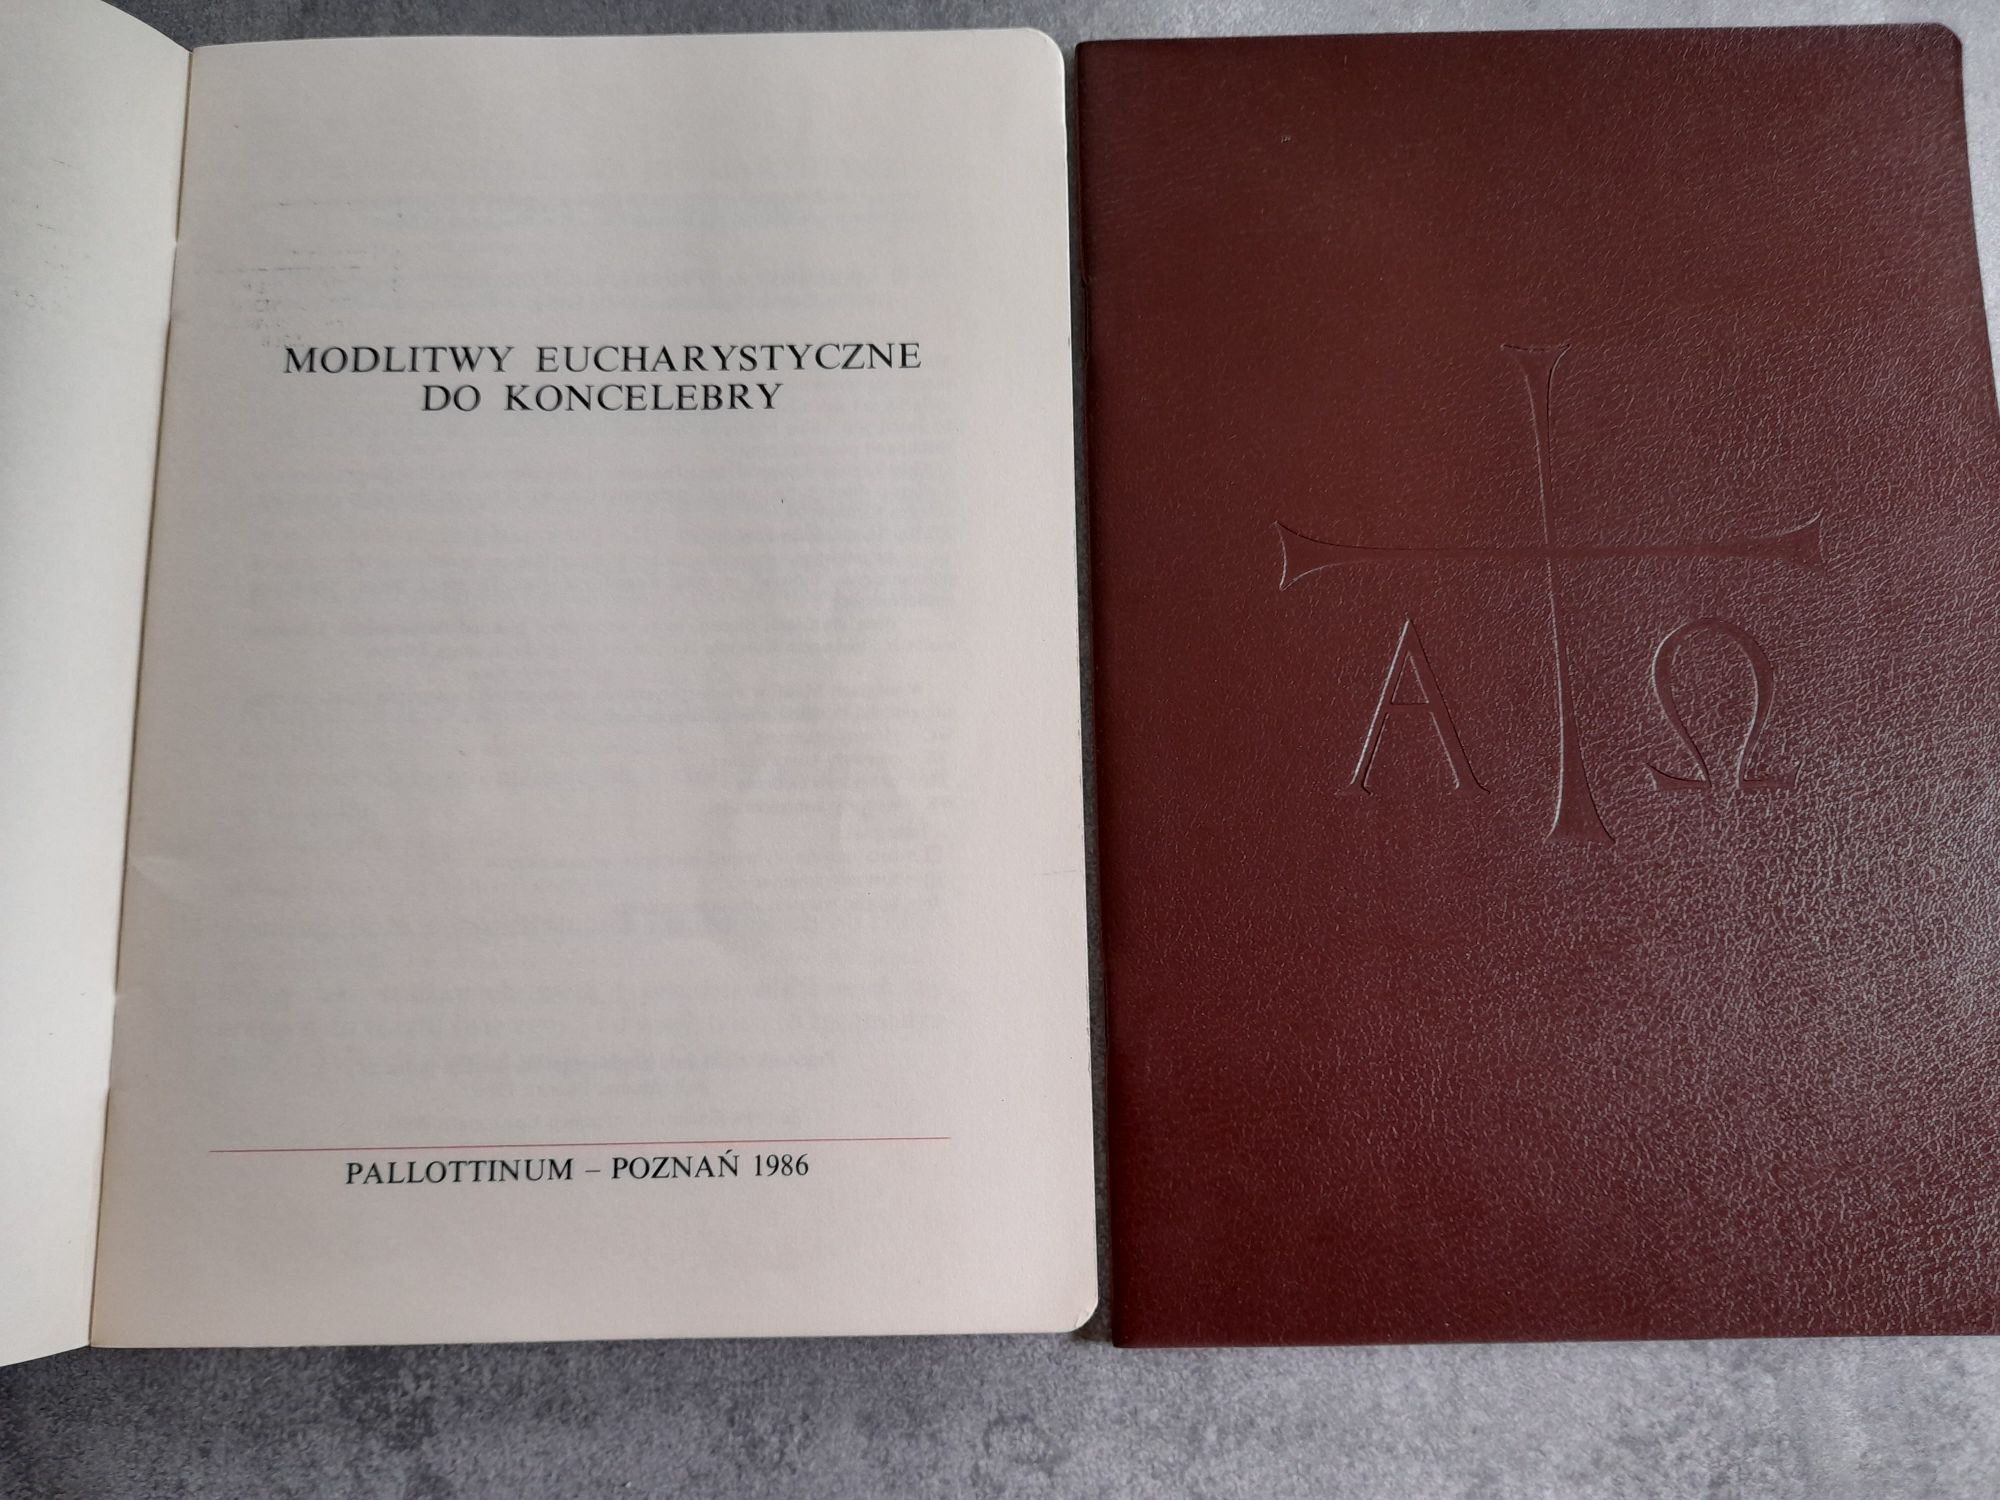 MODLITWY EUCHARYSTYCZNE
DO KONCELEBRY
PALLOTTINUM – POZNAŃ 1986
Α Ω